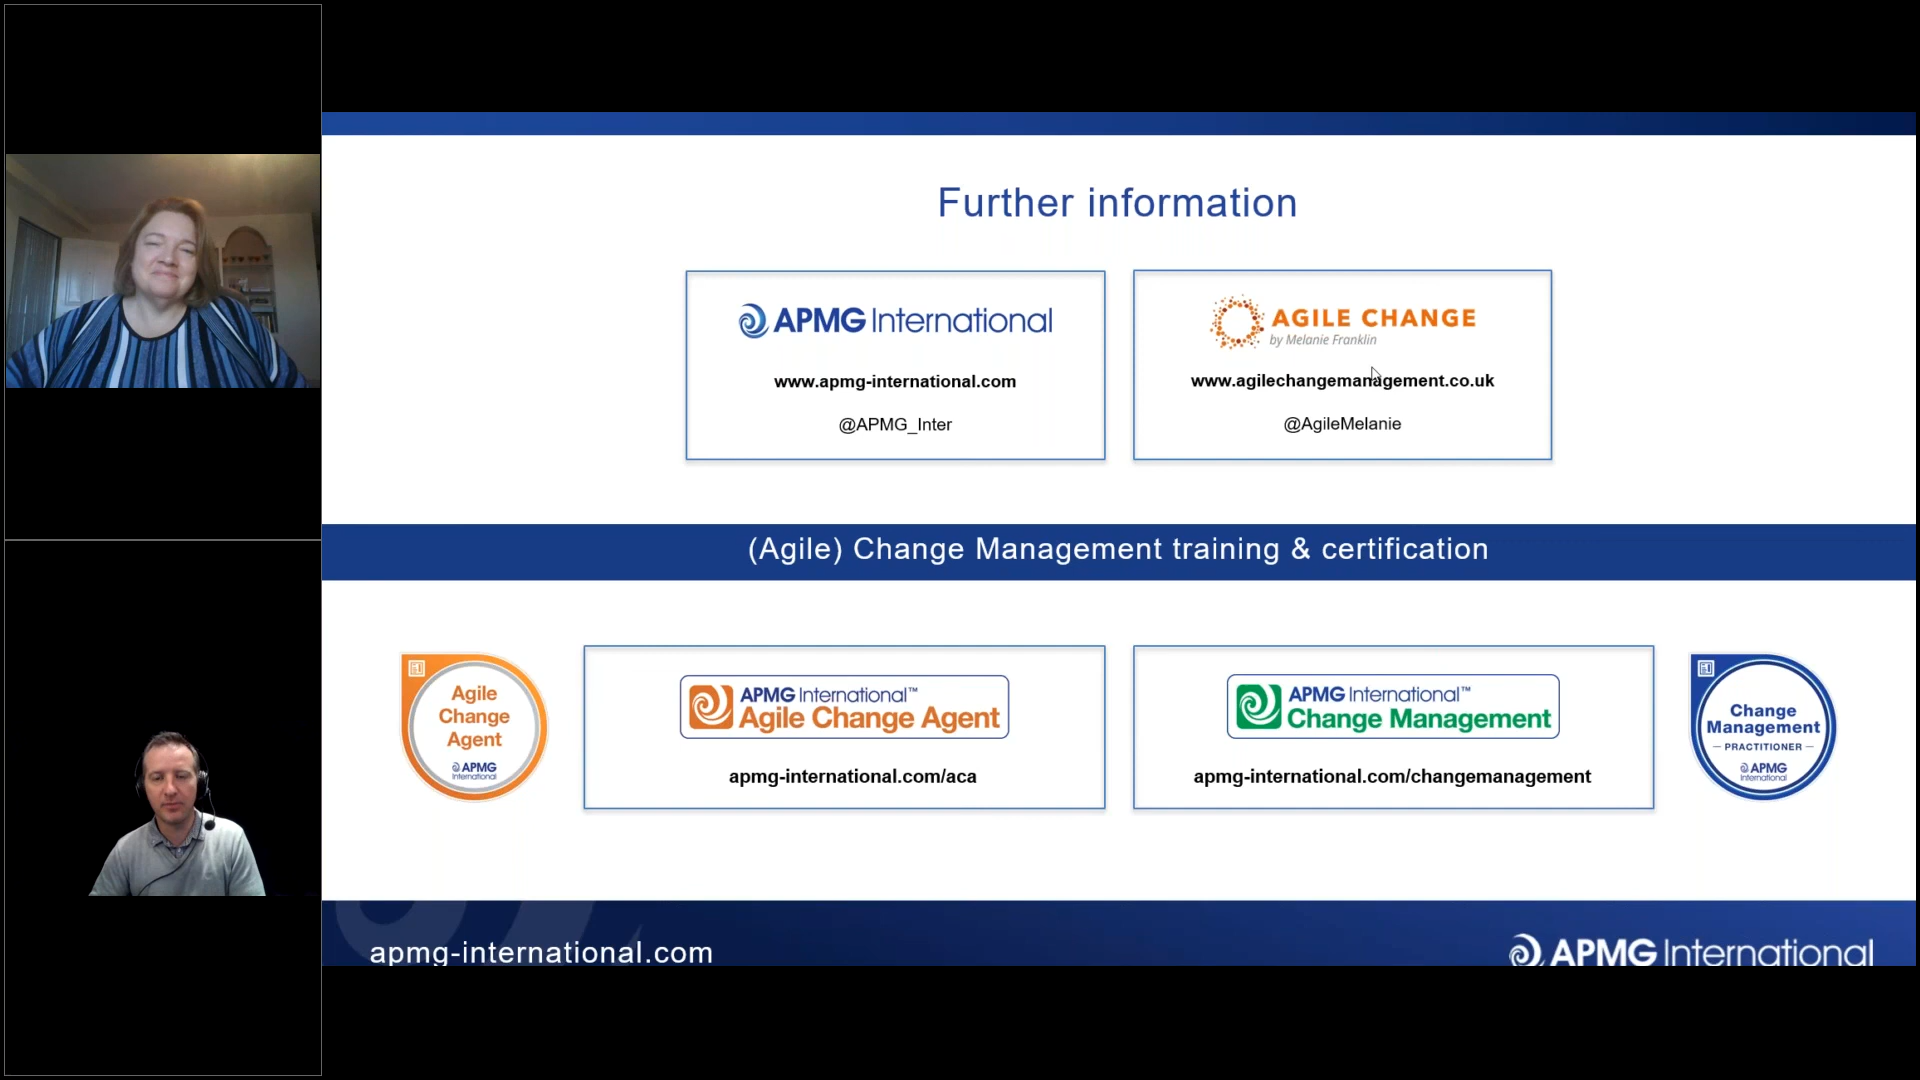 Further information
APMG International
www.apmg-international.com
@APMG_Inter
AGILE CHANGE
by Melanie Franklin
www.agilechangemanagement.co.uk
@AgileMelanie
(Agile) Change Management training & certification
Agile
Change
Agent
APMG
International
APMG International™
Agile Change Agent
apmg-international.com/aca
APMG International™
Change Management
apmg-international.com/changemanagement
Change
Management
— PRACTITIONER —
APMG
International
apmg-international.com
APMG International